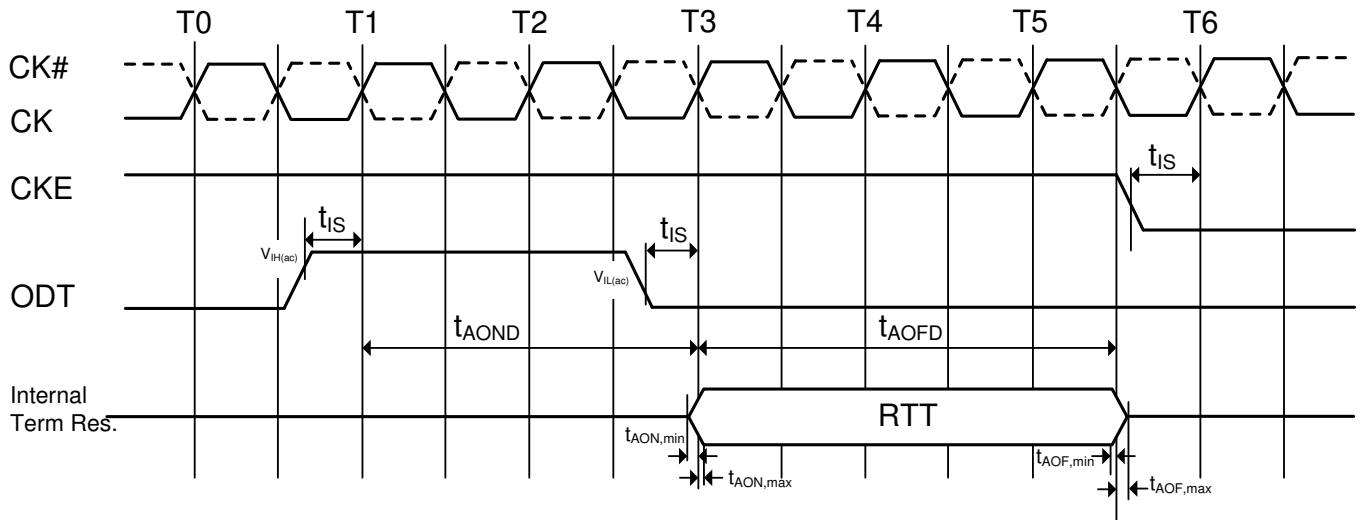 T0 T1 T2 T3 T4 T5 T6
CK#
CK
CKE
tIS
tIS
tIS
VIH(ac)
VIL(ac)
ODT
tAOND
tAOFD
Internal
Term Res.
RTT
tAON,min
tAOF,min
tAON,max
tAOF,max